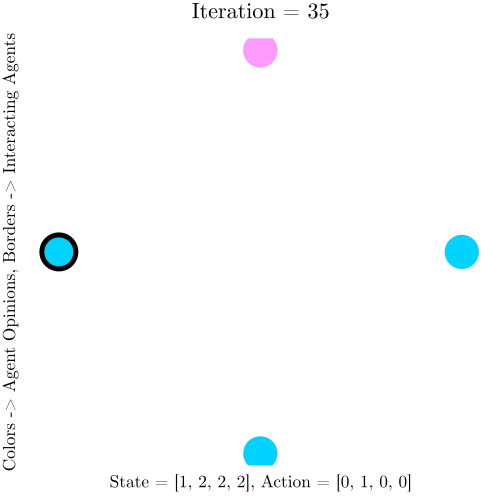 Iteration = 35
Colors -> Agent Opinions, Borders -> Interacting Agents
State = [1, 2, 2, 2], Action = [0, 1, 0, 0]